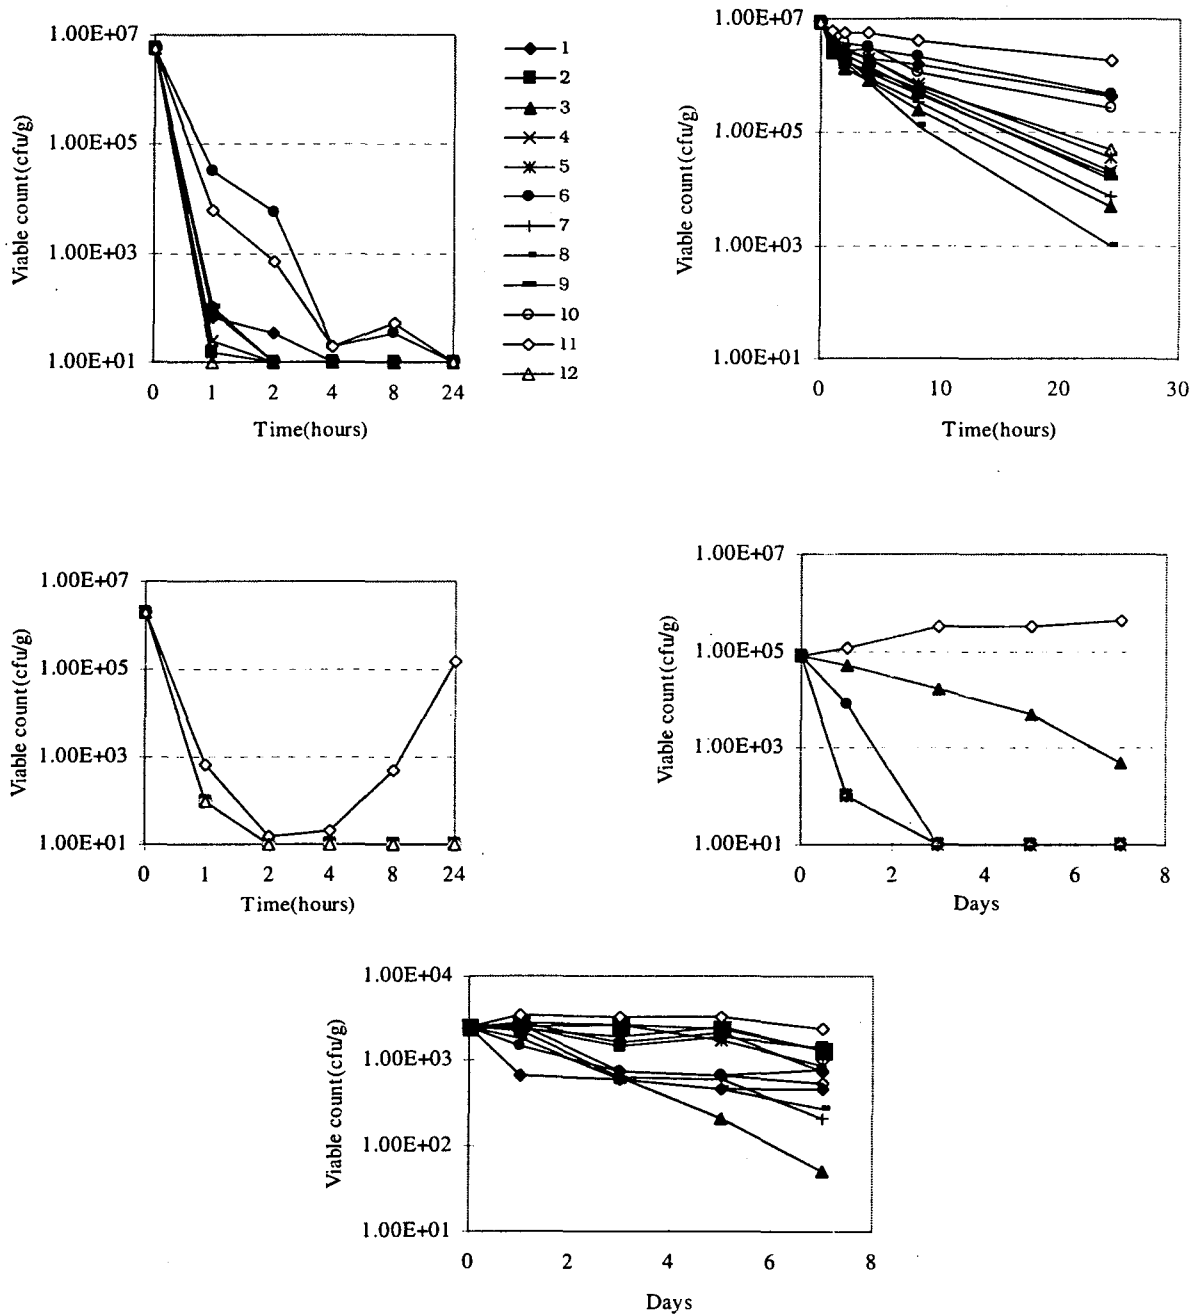 1.00E+07
1.00E+05
1.00E+03
1.00E+01
Viable count(cfu/g)
0 1 2 4 8 24
Time(hours)
1
2
3
4
5
6
7
8
9
10
11
12
1.00E+07
1.00E+05
1.00E+03
1.00E+01
Viable count(cfu/g)
0 10 20 30
Time(hours)
1.00E+07
1.00E+05
1.00E+03
1.00E+01
Viable count(cfu/g)
0 1 2 4 8 24
Time(hours)
1.00E+07
1.00E+05
1.00E+03
1.00E+01
Viable count(cfu/g)
0 2 4 6 8
Days
1.00E+04
1.00E+03
1.00E+02
1.00E+01
Viable count(cfu/g)
0 2 4 6 8
Days